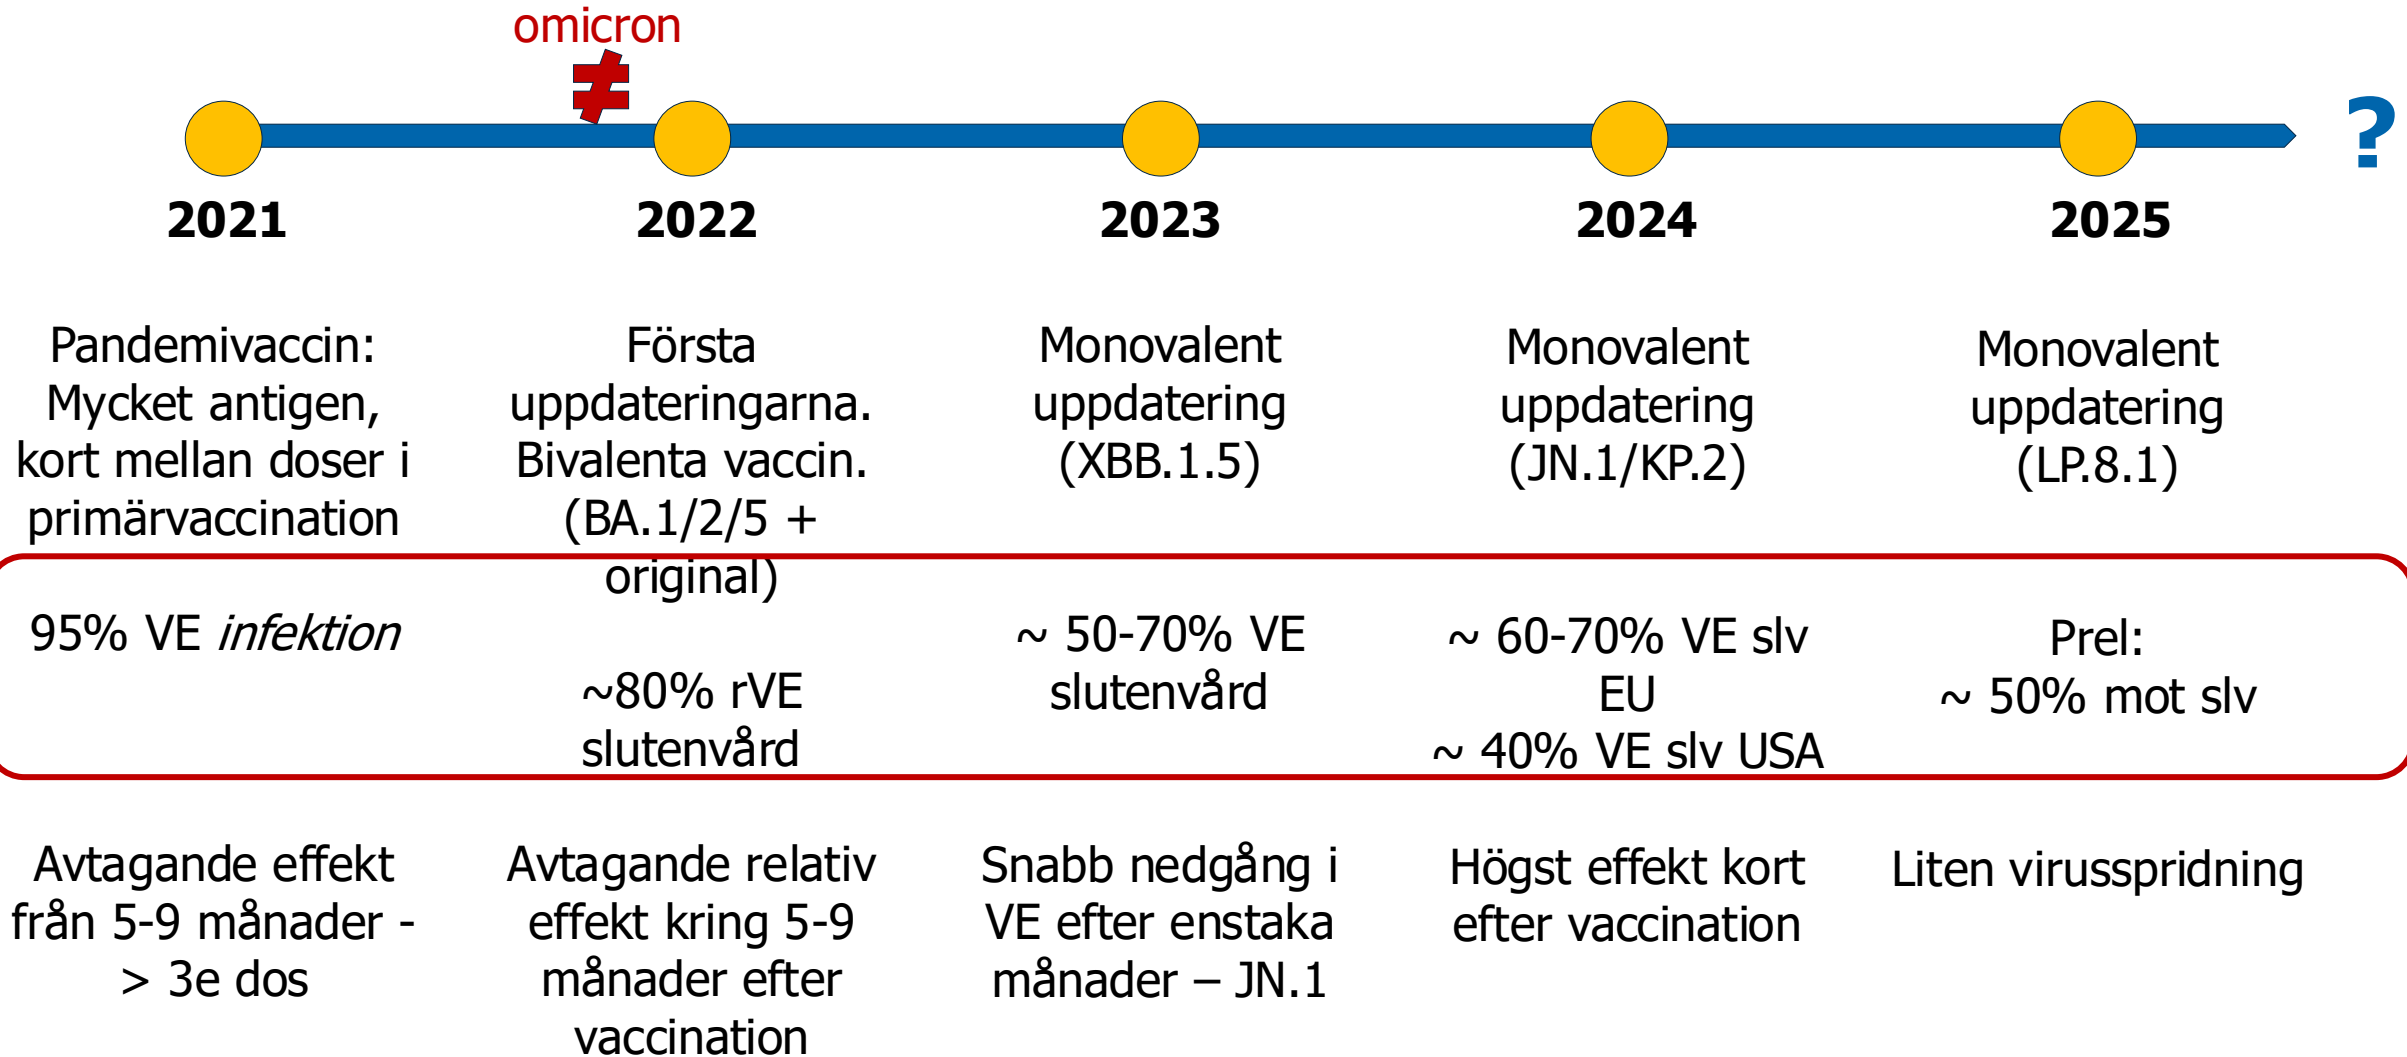 omicron
≠
?
2021
2022
2023
2024
2025
Pandemivaccin:
Mycket antigen,
kort mellan doser i
primärvaccination
Första
uppdateringarna.
Bivalenta vaccin.
(BA.1/2/5 +
original)
Monovalent
uppdatering
(XBB.1.5)
Monovalent
uppdatering
(JN.1/KP.2)
Monovalent
uppdatering
(LP.8.1)
95% VE infektion
~80% rVE
slutenvård
~ 50-70% VE
slutenvård
~ 60-70% VE slv
EU
~ 40% VE slv USA
Prel:
~ 50% mot slv
Avtagande effekt
från 5-9 månader -
> 3e dos
Avtagande relativ
effekt kring 5-9
månader efter
vaccination
Snabb nedgång i
VE efter enstaka
månader – JN.1
Högst effekt kort
efter vaccination
Liten virusspridning